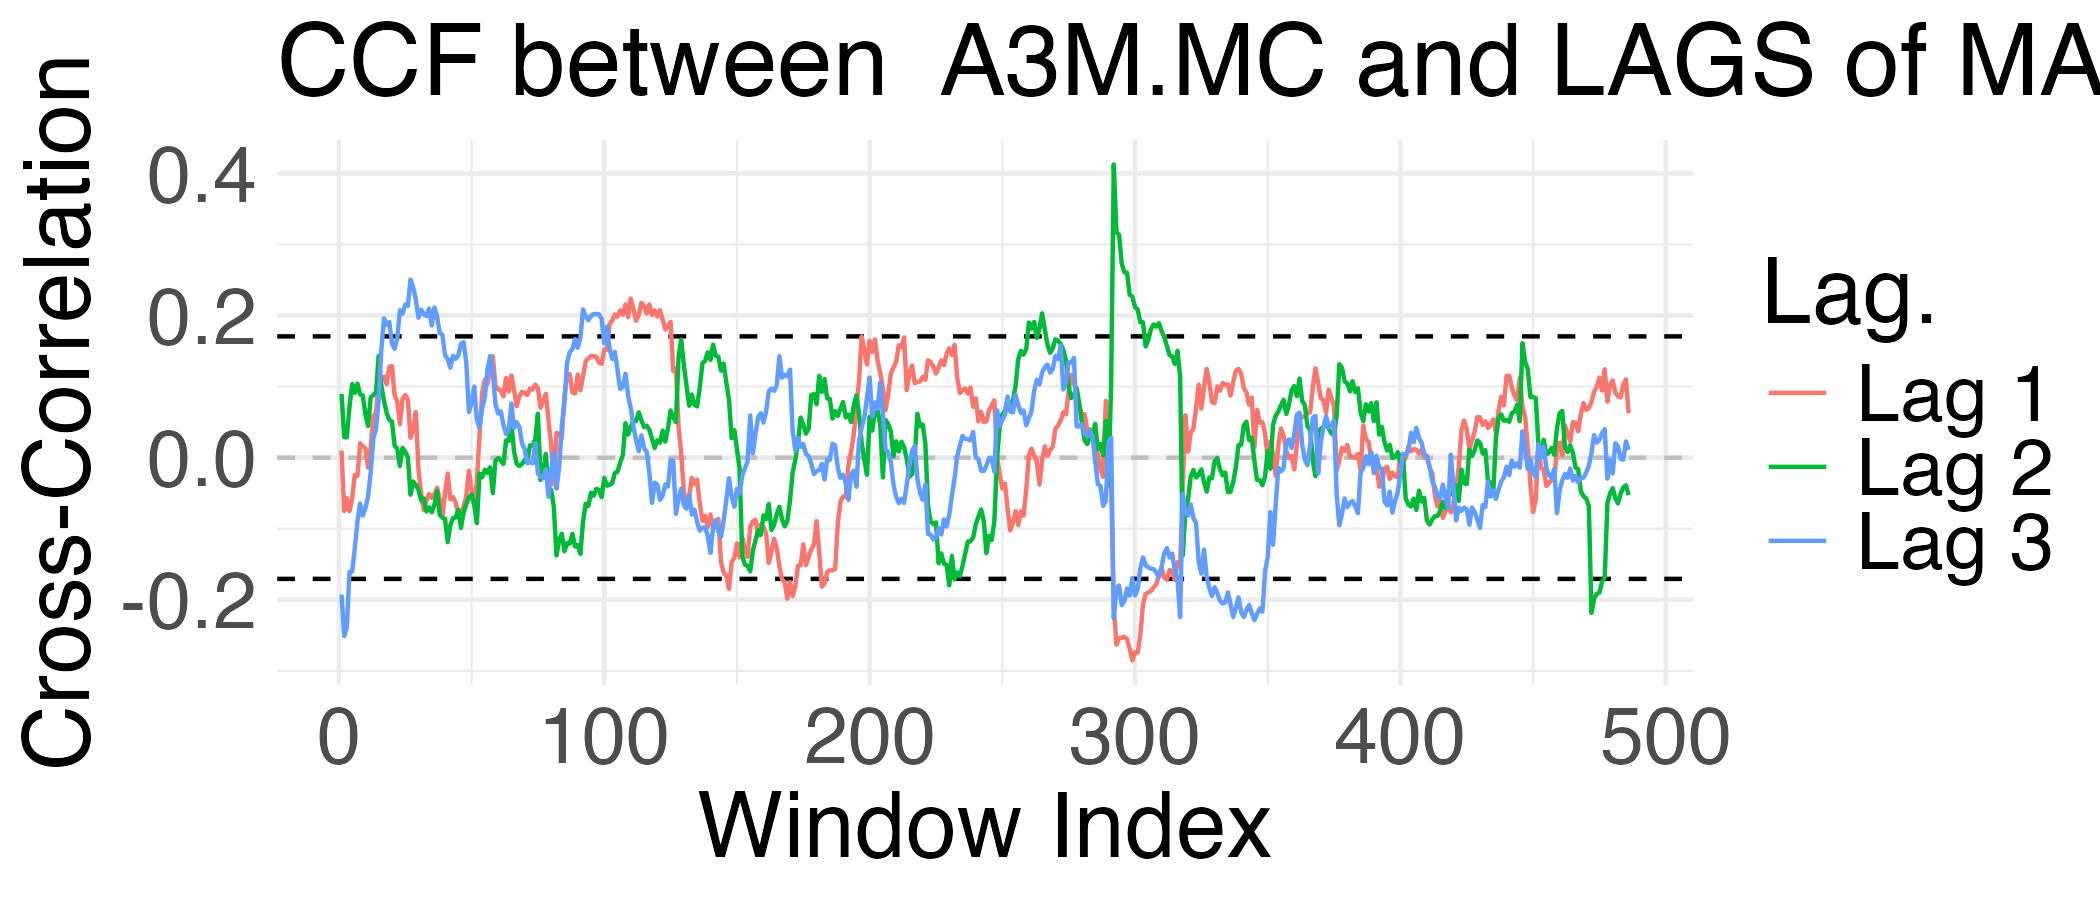 CCF between  A3M.MC and LAGS of MA
Cross-Correlation
0.4
0.2
0.0
-0.2
0
100
200
300
400
500
Window Index
Lag.
Lag 1
Lag 2
Lag 3